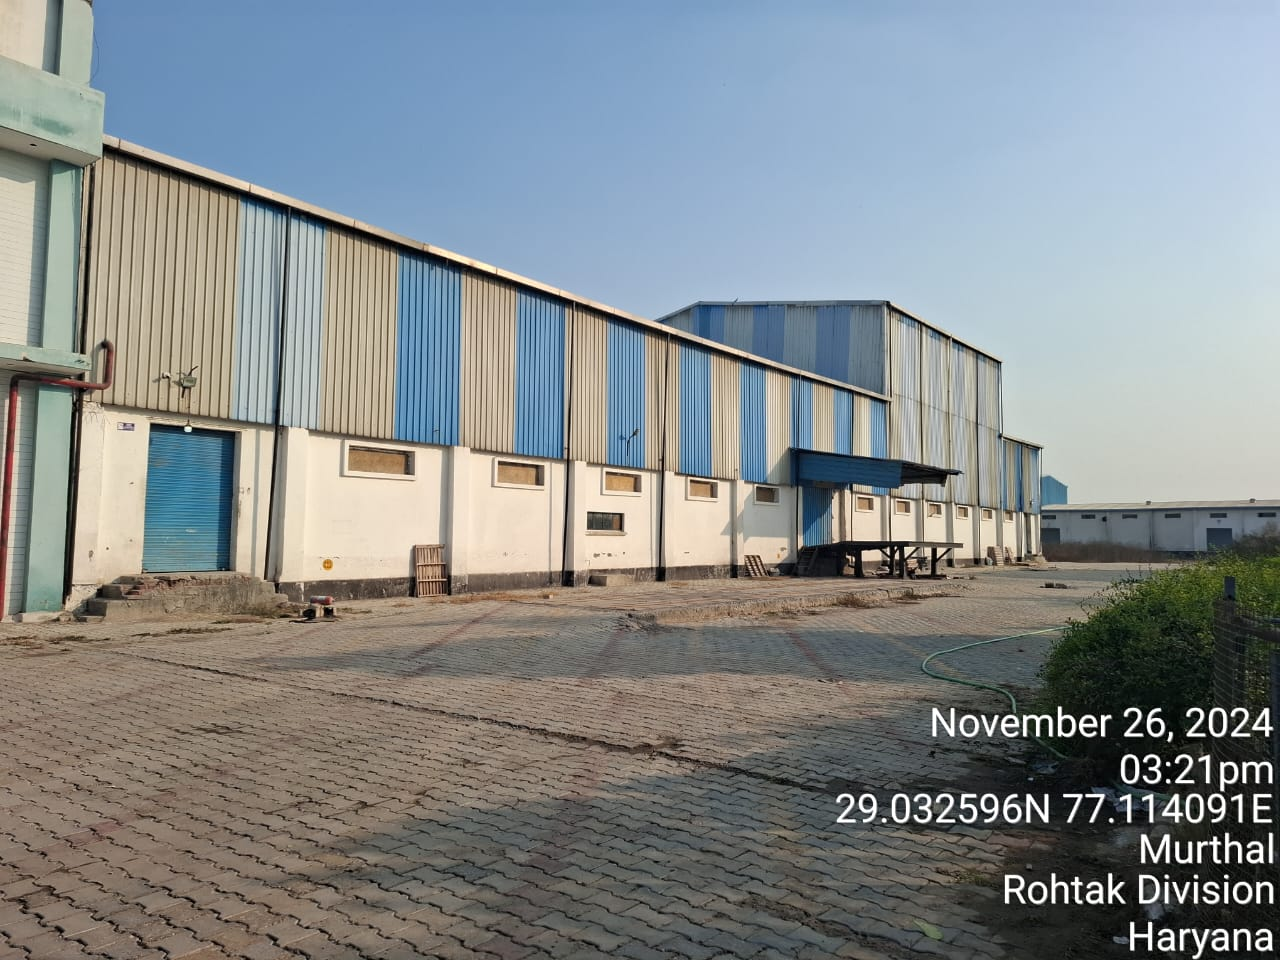 November 26, 2024
03:21pm
29.032596N 77.114091E
Murthal
Rohtak Division
Haryana